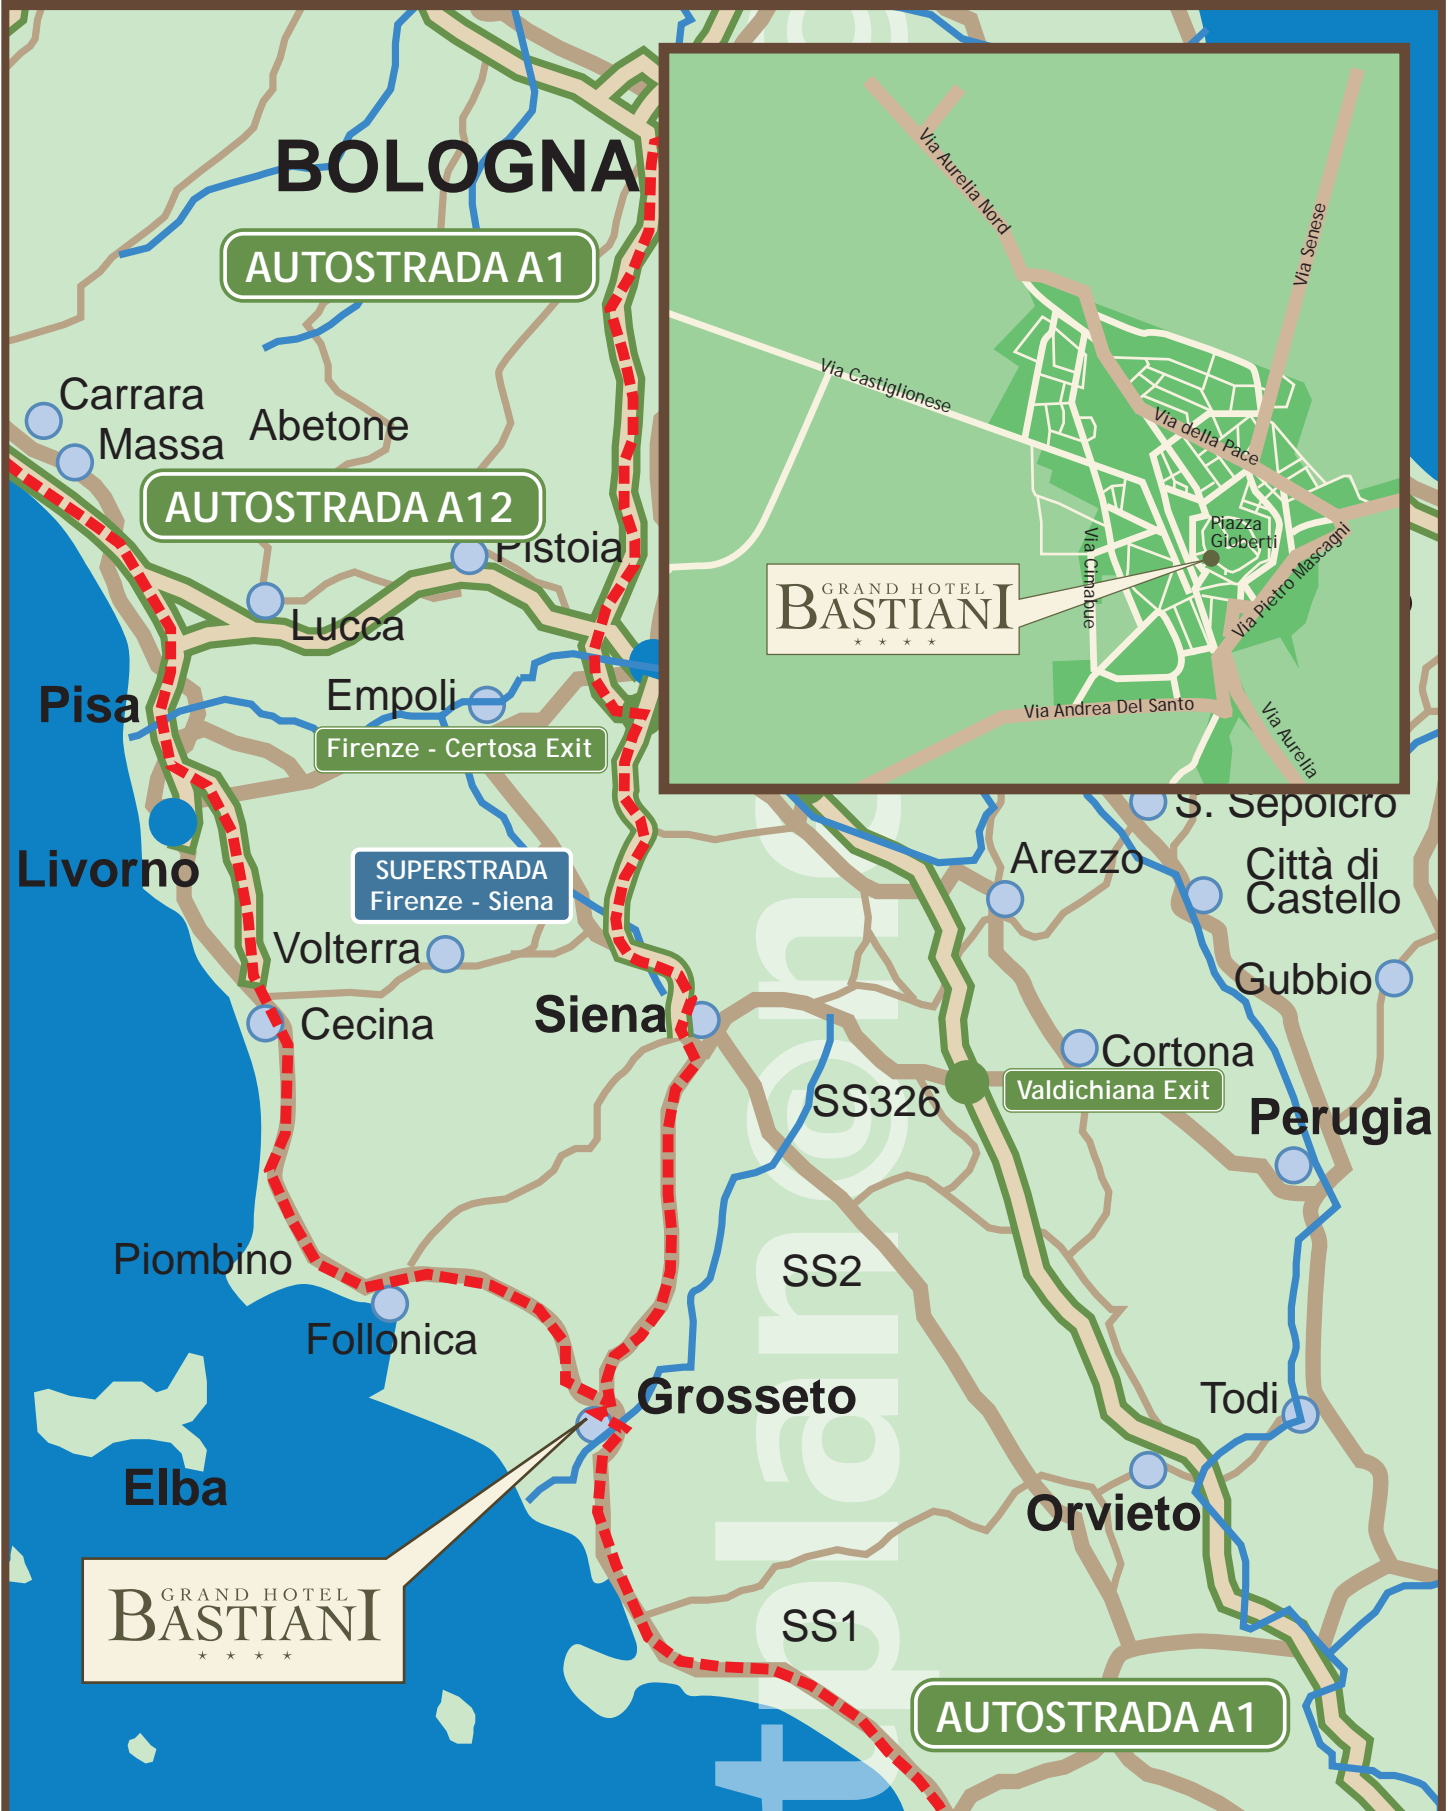 BOLOGNA
AUTOSTRADA A1
Carrara
Massa
Abetone
AUTOSTRADA A12
Pistoia
Lucca
Pisa
Empoli
Firenze - Certosa Exit
Livorno
SUPERSTRADA
Firenze - Siena
Volterra
Siena
Cecina
Piombino
Follonica
Grosseto
Elba
GRAND HOTEL
BASTIANI
Via Aurelia Nord
Via Senese
Via Castiglionese
Via della Pace
Piazza
Gioberti
Via Pietro Mascagni
Via Cimabue
GRAND HOTEL
BASTIANI
Via Andrea Del Santo
Via Aurelia
S. Sepolcro
Arezzo
Città di
Castello
Gubbio
Cortona
SS326
Valdichiana Exit
Perugia
SS2
Todi
Orvieto
SS1
AUTOSTRADA A1